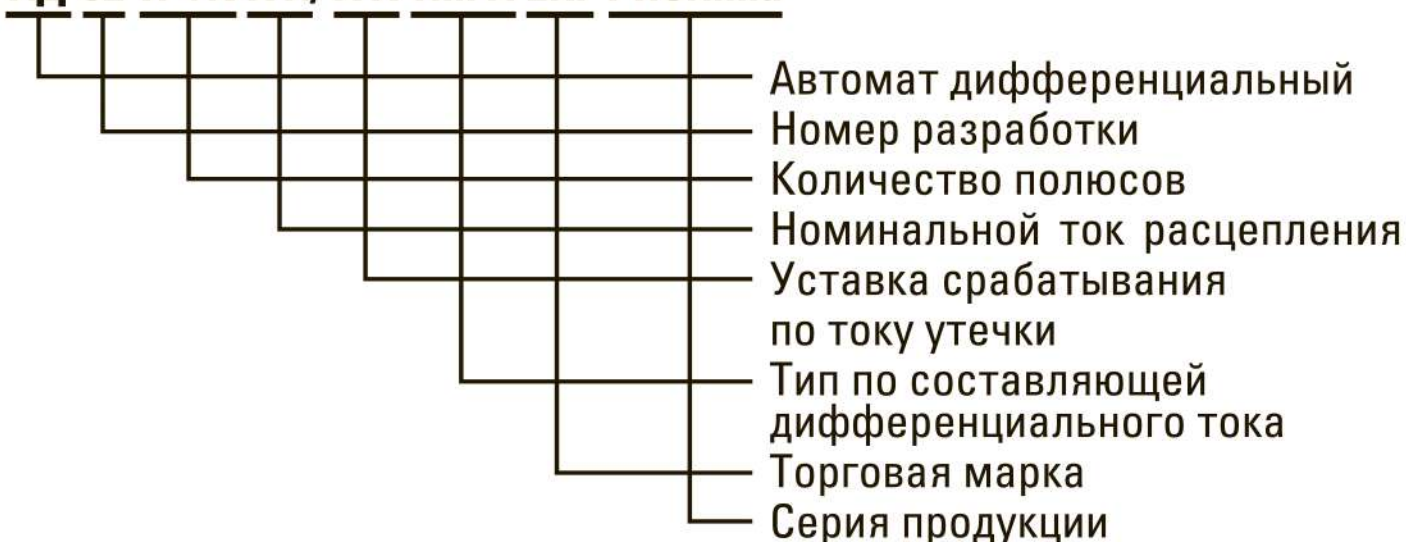 Автомат дифференциальный
Номер разработки
Количество полюсов
Номинальной ток расцепления
Уставка срабатывания
по току утечки
Тип по составляющей
дифференциального тока
Торговая марка
Серия продукции